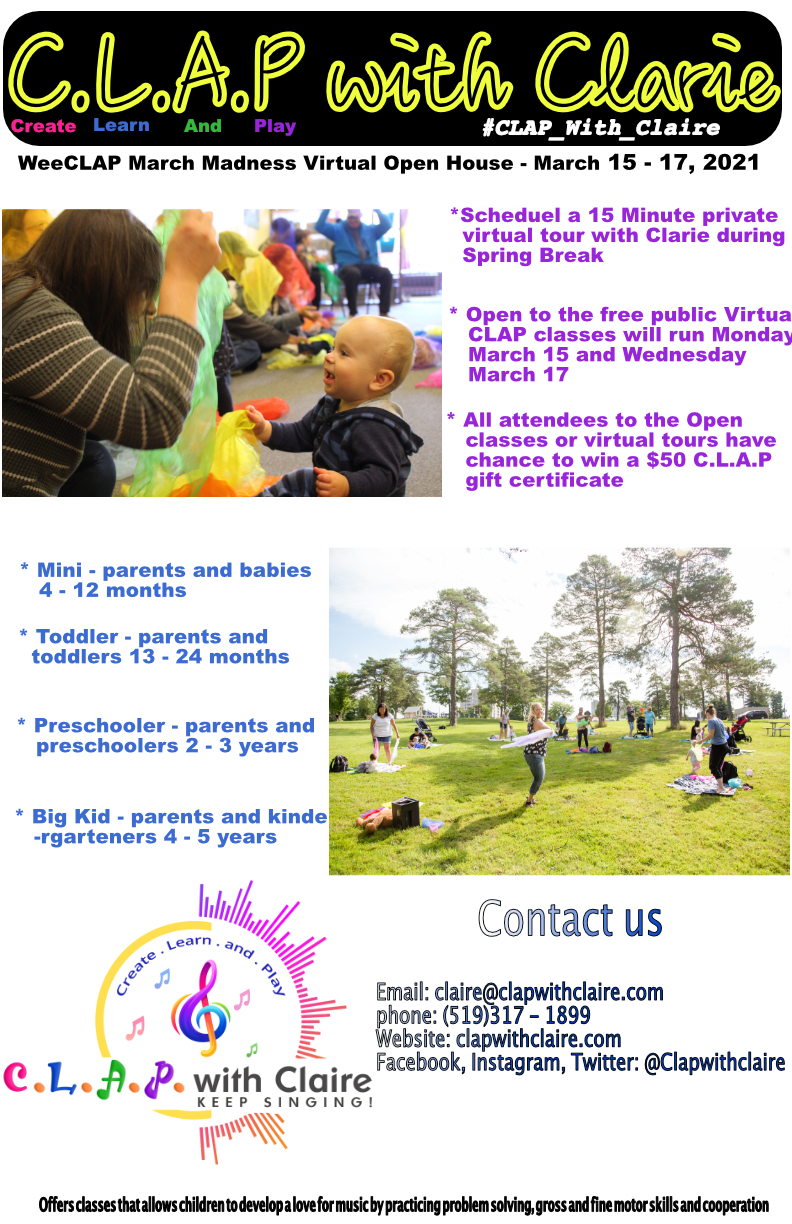 C.L.A.P with Clarie
Create Learn And Play
#CLAP_With_Claire
WeeCLAP March Madness Virtual Open House - March 15 - 17, 2021
*Scheduel a 15 Minute private
virtual tour with Clarie during
Spring Break
* Open to the free public Virtua
CLAP classes will run Monday
March 15 and Wednesday
March 17
* All attendees to the Open
classes or virtual tours have
chance to win a $50 C.L.A.P
gift certificate
* Mini - parents and babies
4 - 12 months
* Toddler - parents and
toddlers 13 - 24 months
* Preschooler - parents and
preschoolers 2 - 3 years
* Big Kid - parents and kinde
-rgarteners 4 - 5 years
Create . Learn . and . Play
C.L.A.P. with Claire
KEEP SINGING!
Contact us
Email: claire@clapwithclaire.com
phone: (519)317 – 1899
Website: clapwithclaire.com
Facebook, Instagram, Twitter: @Clapwithclaire
Offers classes that allows children to develop a love for music by practicing problem solving, gross and fine motor skills and cooperation